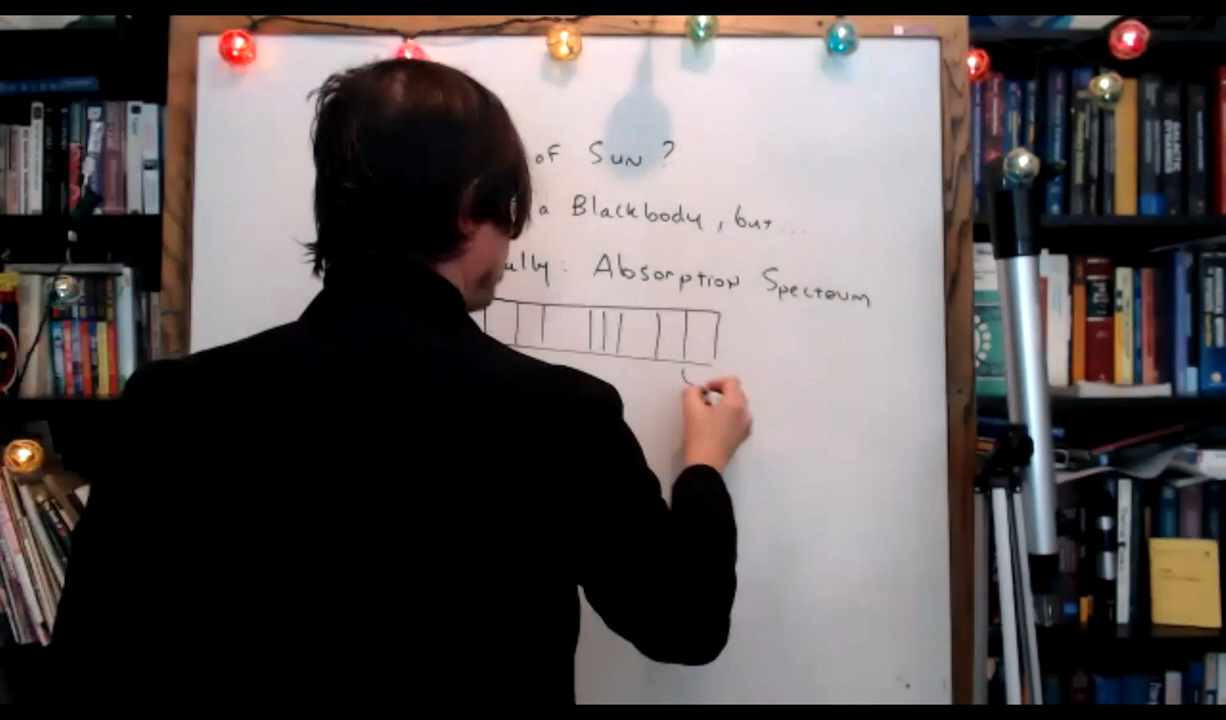 of Sun?
a Blackbody, but...
ully: Absorption Spectrum